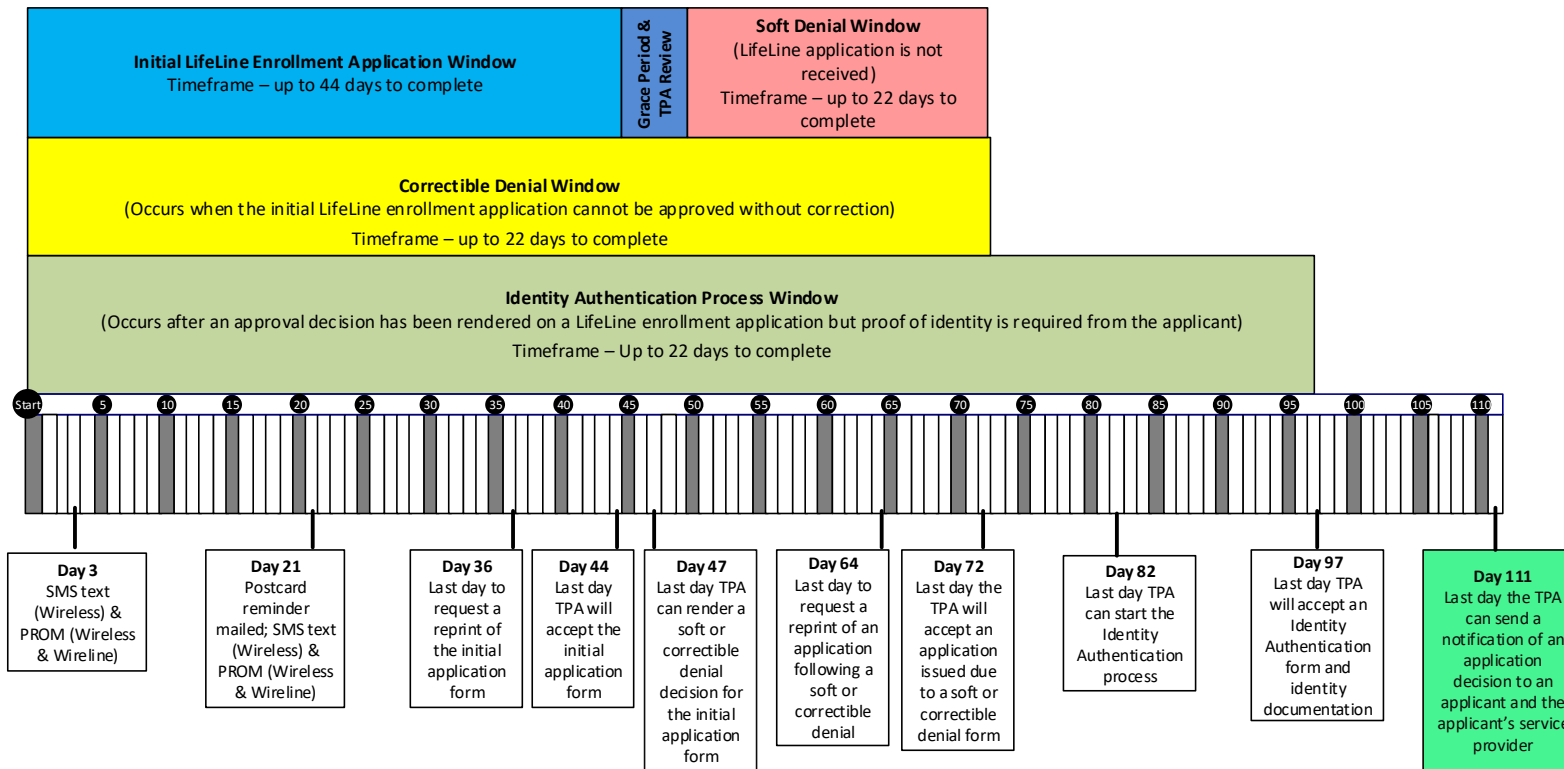 Initial LifeLine Enrollment Application Window
Timeframe – up to 44 days to complete
Grace Period &
TPA Review
Soft Denial Window
(LifeLine application is not
received)
Timeframe – up to 22 days to
complete
Correctible Denial Window
(Occurs when the initial LifeLine enrollment application cannot be approved without correction)
Timeframe – up to 22 days to complete
Identity Authentication Process Window
(Occurs after an approval decision has been rendered on a LifeLine enrollment application but proof of identity is required from the applicant)
Timeframe – Up to 22 days to complete
Start 5 10 15 20 25 30 35 40 45 50 55 60 65 70 75 80 85 90 95 100 105 110
Day 3
SMS text
(Wireless) &
PROM (Wireless
& Wireline)
Day 21
Postcard
reminder
mailed; SMS text
(Wireless) &
PROM (Wireless
& Wireline)
Day 36
Last day to
request a
reprint of
the initial
application
form
Day 44
Last day
TPA will
accept the
initial
application
form
Day 47
Last day TPA
can render a
soft or
correctible
denial
decision for
the initial
application
form
Day 64
Last day to
request a
reprint of an
application
following a
soft or
correctible
denial
Day 72
Last day the
TPA will
accept an
application
issued due
to a soft or
correctible
denial form
Day 82
Last day TPA
can start the
Identity
Authentication
process
Day 97
Last day TPA
will accept an
Identity
Authentication
form and
identity
documentation
Day 111
Last day the TPA
can send a
notification of an
application
decision to an
applicant and the
applicant's service
provider